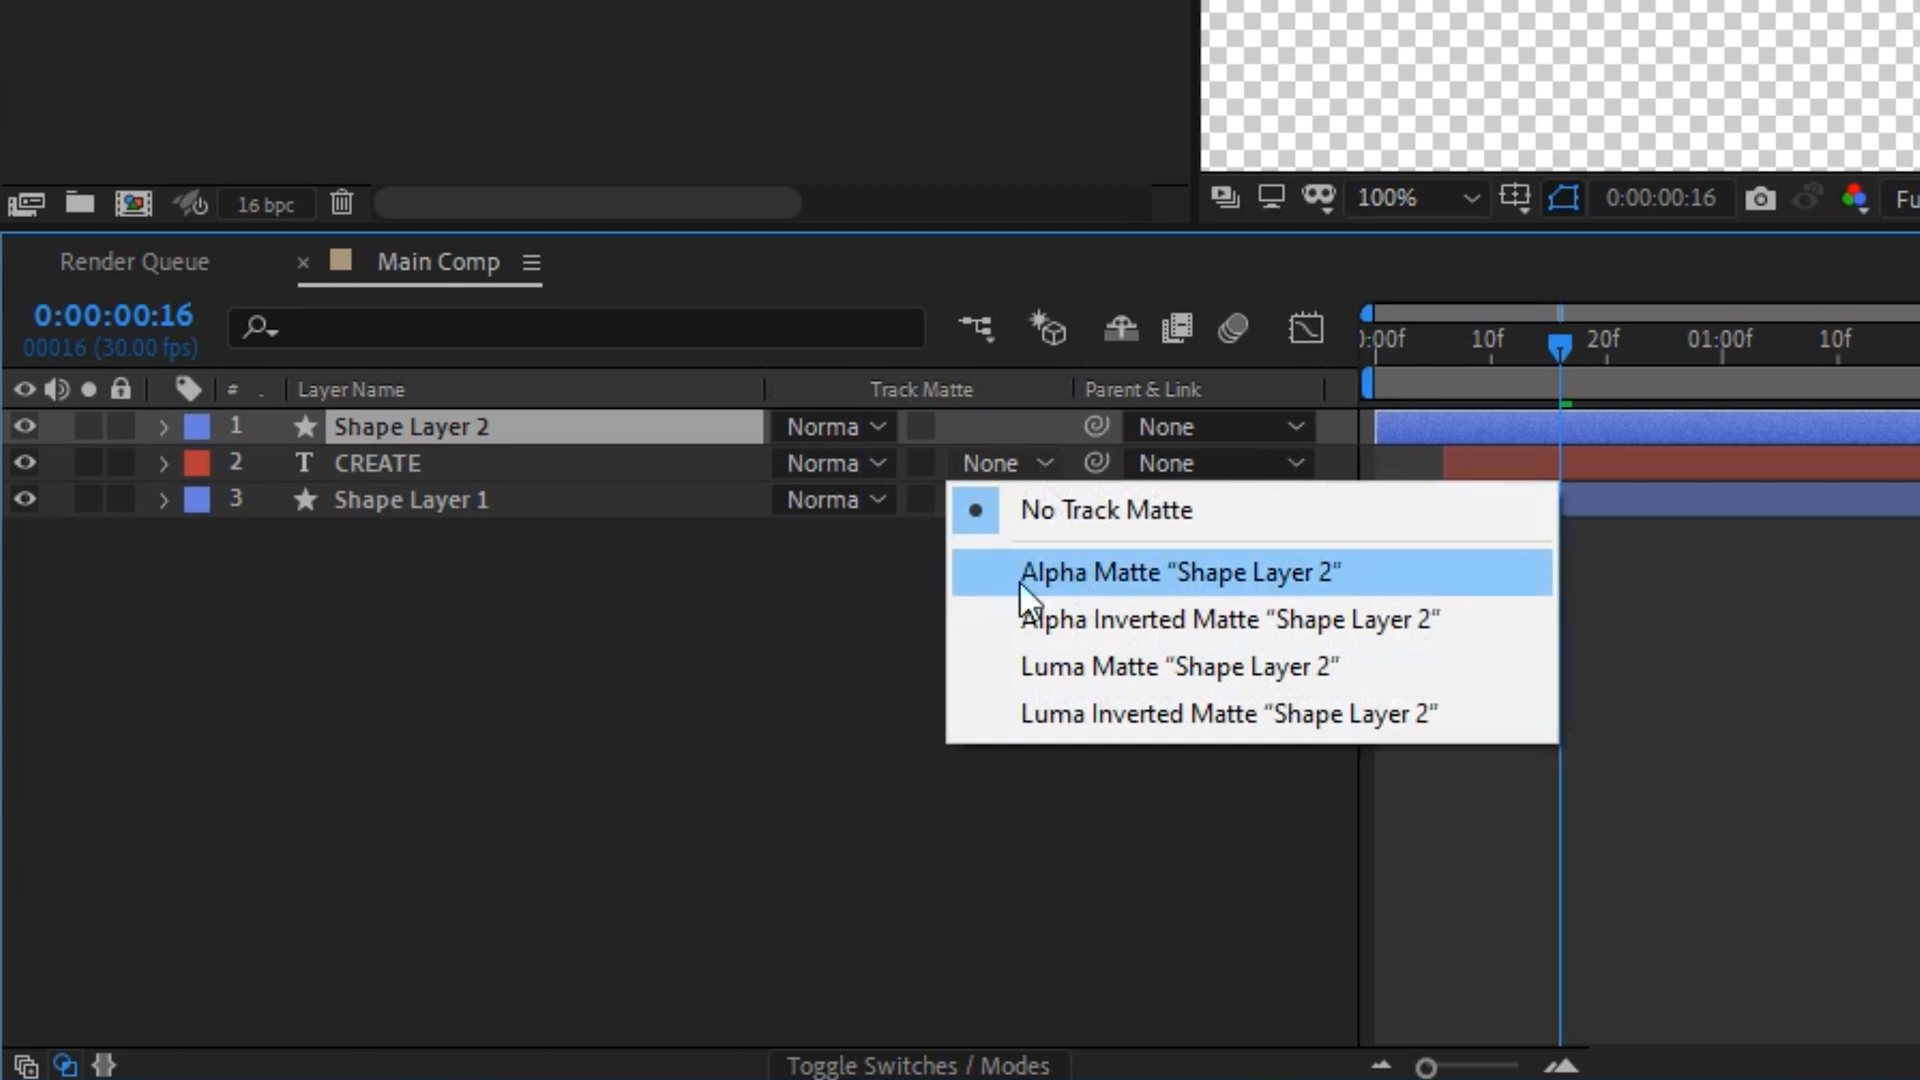 16 bpc
100%
0:00:00:16
Fu
Render Queue
× Main Comp
0:00:00:16
00016 (30.00 fps)
):00f 10f 20f 01:00f 10f
# . Layer Name Track Matte Parent & Link
1 Shape Layer 2 Norma None
2 T CREATE Norma None None
3 Shape Layer 1 Norma
No Track Matte
Alpha Matte “Shape Layer 2”
Alpha Inverted Matte “Shape Layer 2”
Luma Matte “Shape Layer 2”
Luma Inverted Matte “Shape Layer 2”
Toggle Switches / Modes